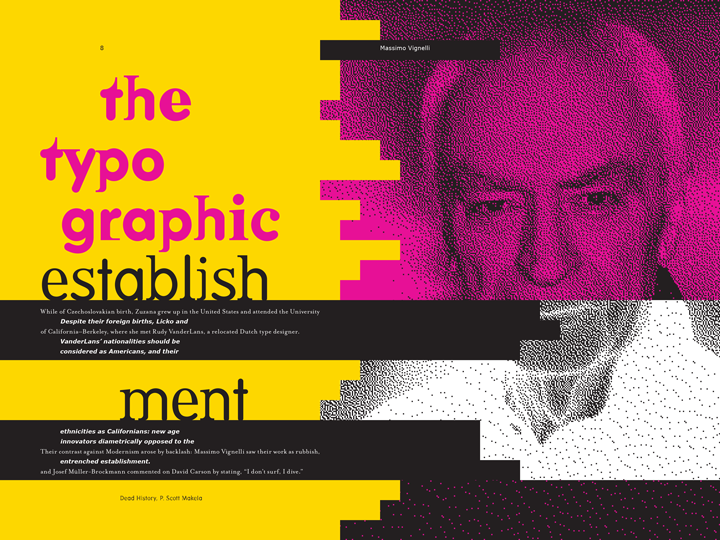 8
Massimo Vignelli
the
typo
graphic
establish
While of Czechoslovakian birth, Zuzana grew up in the United States and attended the University
Despite their foreign births, Licko and
of California–Berkeley, where she met Rudy VanderLans, a relocated Dutch type designer.
VanderLans' nationalities should be
considered as Americans, and their
ment
ethnicities as Californians: new age
innovators diametrically opposed to the
Their contrast against Modernism arose by backlash: Massimo Vignelli saw their work as rubbish,
entrenched establishment.
and Josef Müller–Brockmann commented on David Carson by stating, "I don't surf, I dive."
Dead History, P. Scott Makela